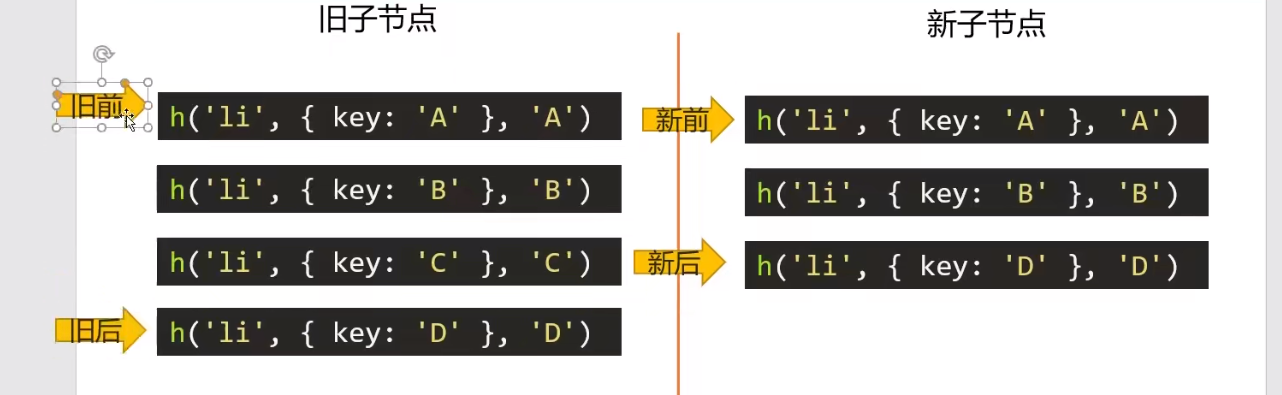 旧子节点
新子节点
旧前
h('li', { key: 'A' }, 'A')
h('li', { key: 'B' }, 'B')
h('li', { key: 'C' }, 'C')
旧后
h('li', { key: 'D' }, 'D')
新前
h('li', { key: 'A' }, 'A')
h('li', { key: 'B' }, 'B')
新后
h('li', { key: 'D' }, 'D')